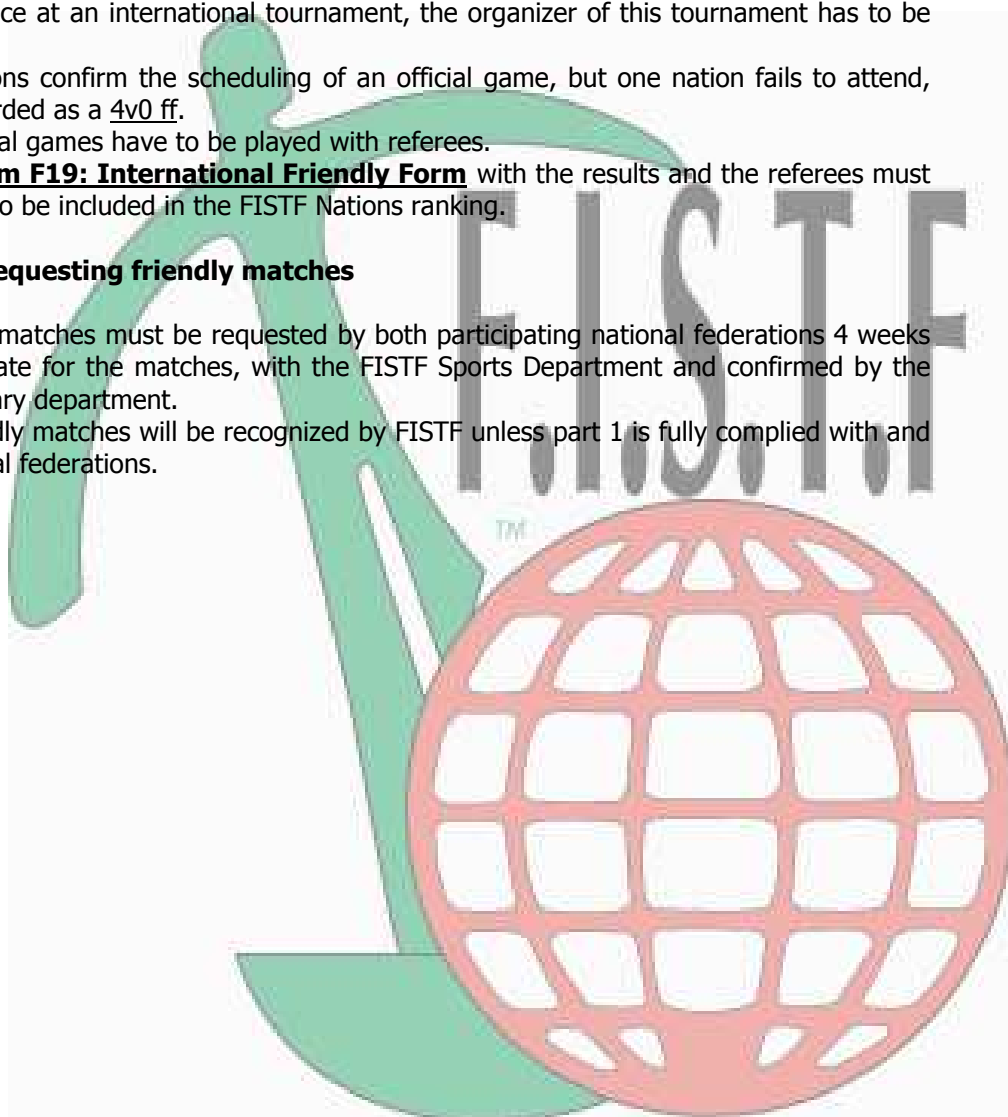 ce at an international tournament, the organizer of this tournament has to be
ons confirm the scheduling of an official game, but one nation fails to attend,
rded as a 4v0 ff.
al games have to be played with referees.
m F19: International Friendly Form with the results and the referees must
o be included in the FISTF Nations ranking.
equesting friendly matches
matches must be requested by both participating national federations 4 weeks
ate for the matches, with the FISTF Sports Department and confirmed by the
ary department.
dly matches will be recognized by FISTF unless part 1 is fully complied with and
al federations.
F.I.S.T.F
TM